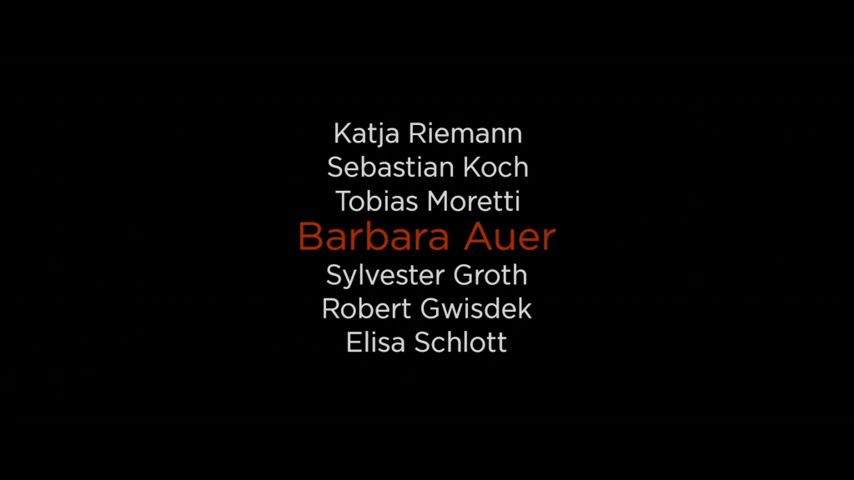 Katja Riemann
Sebastian Koch
Tobias Moretti
Barbara Auer
Sylvester Groth
Robert Gwisdek
Elisa Schlott